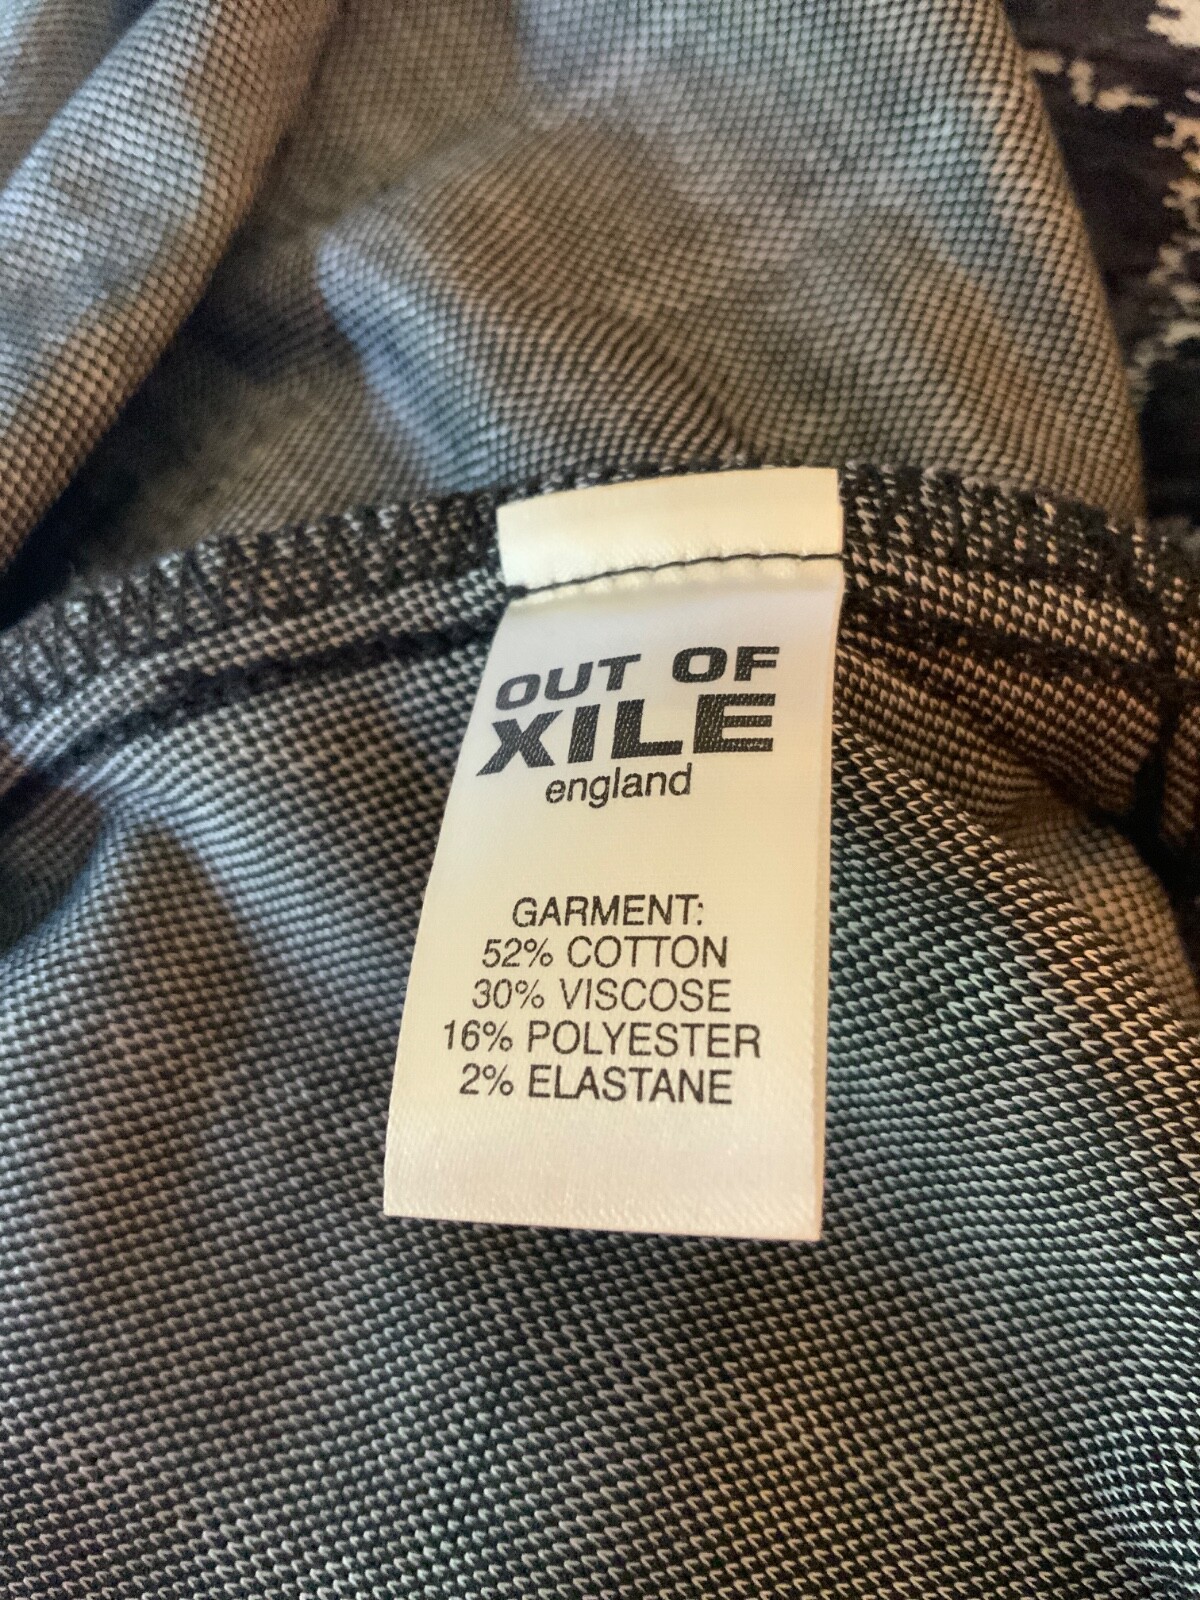 OUT OF
XILE
england
GARMENT:
52% COTTON
30% VISCOSE
16% POLYESTER
2% ELASTANE